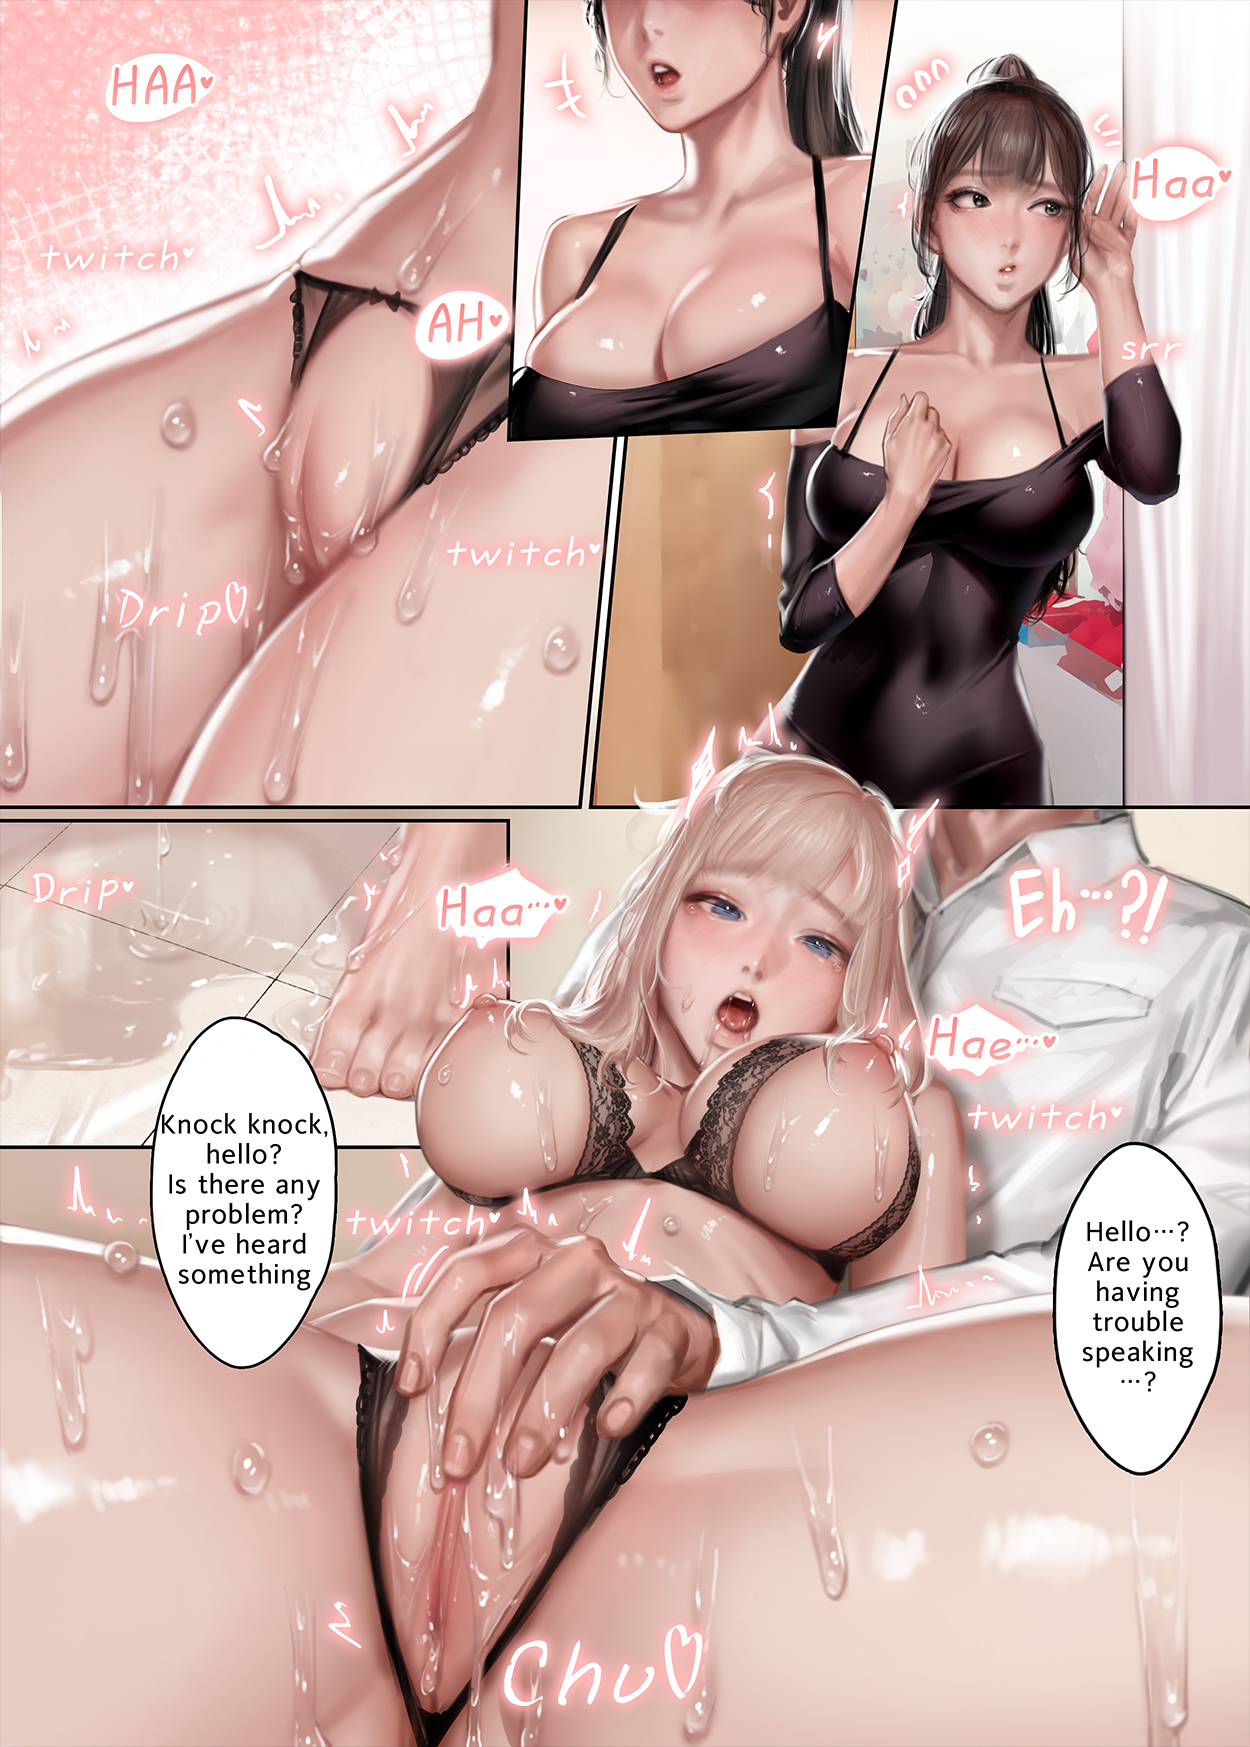 HAA♥
twitch♥
AH♥
Haa♥
srr
twitch♥
Drip♡
Drip♥
Haa…♥
Eh…?!
Hae…♥
twitch♥
Knock knock,
hello?
Is there any
problem?
I've heard
something
twitch♥
Hello…?
Are you
having
trouble
speaking
…?
Chu♡